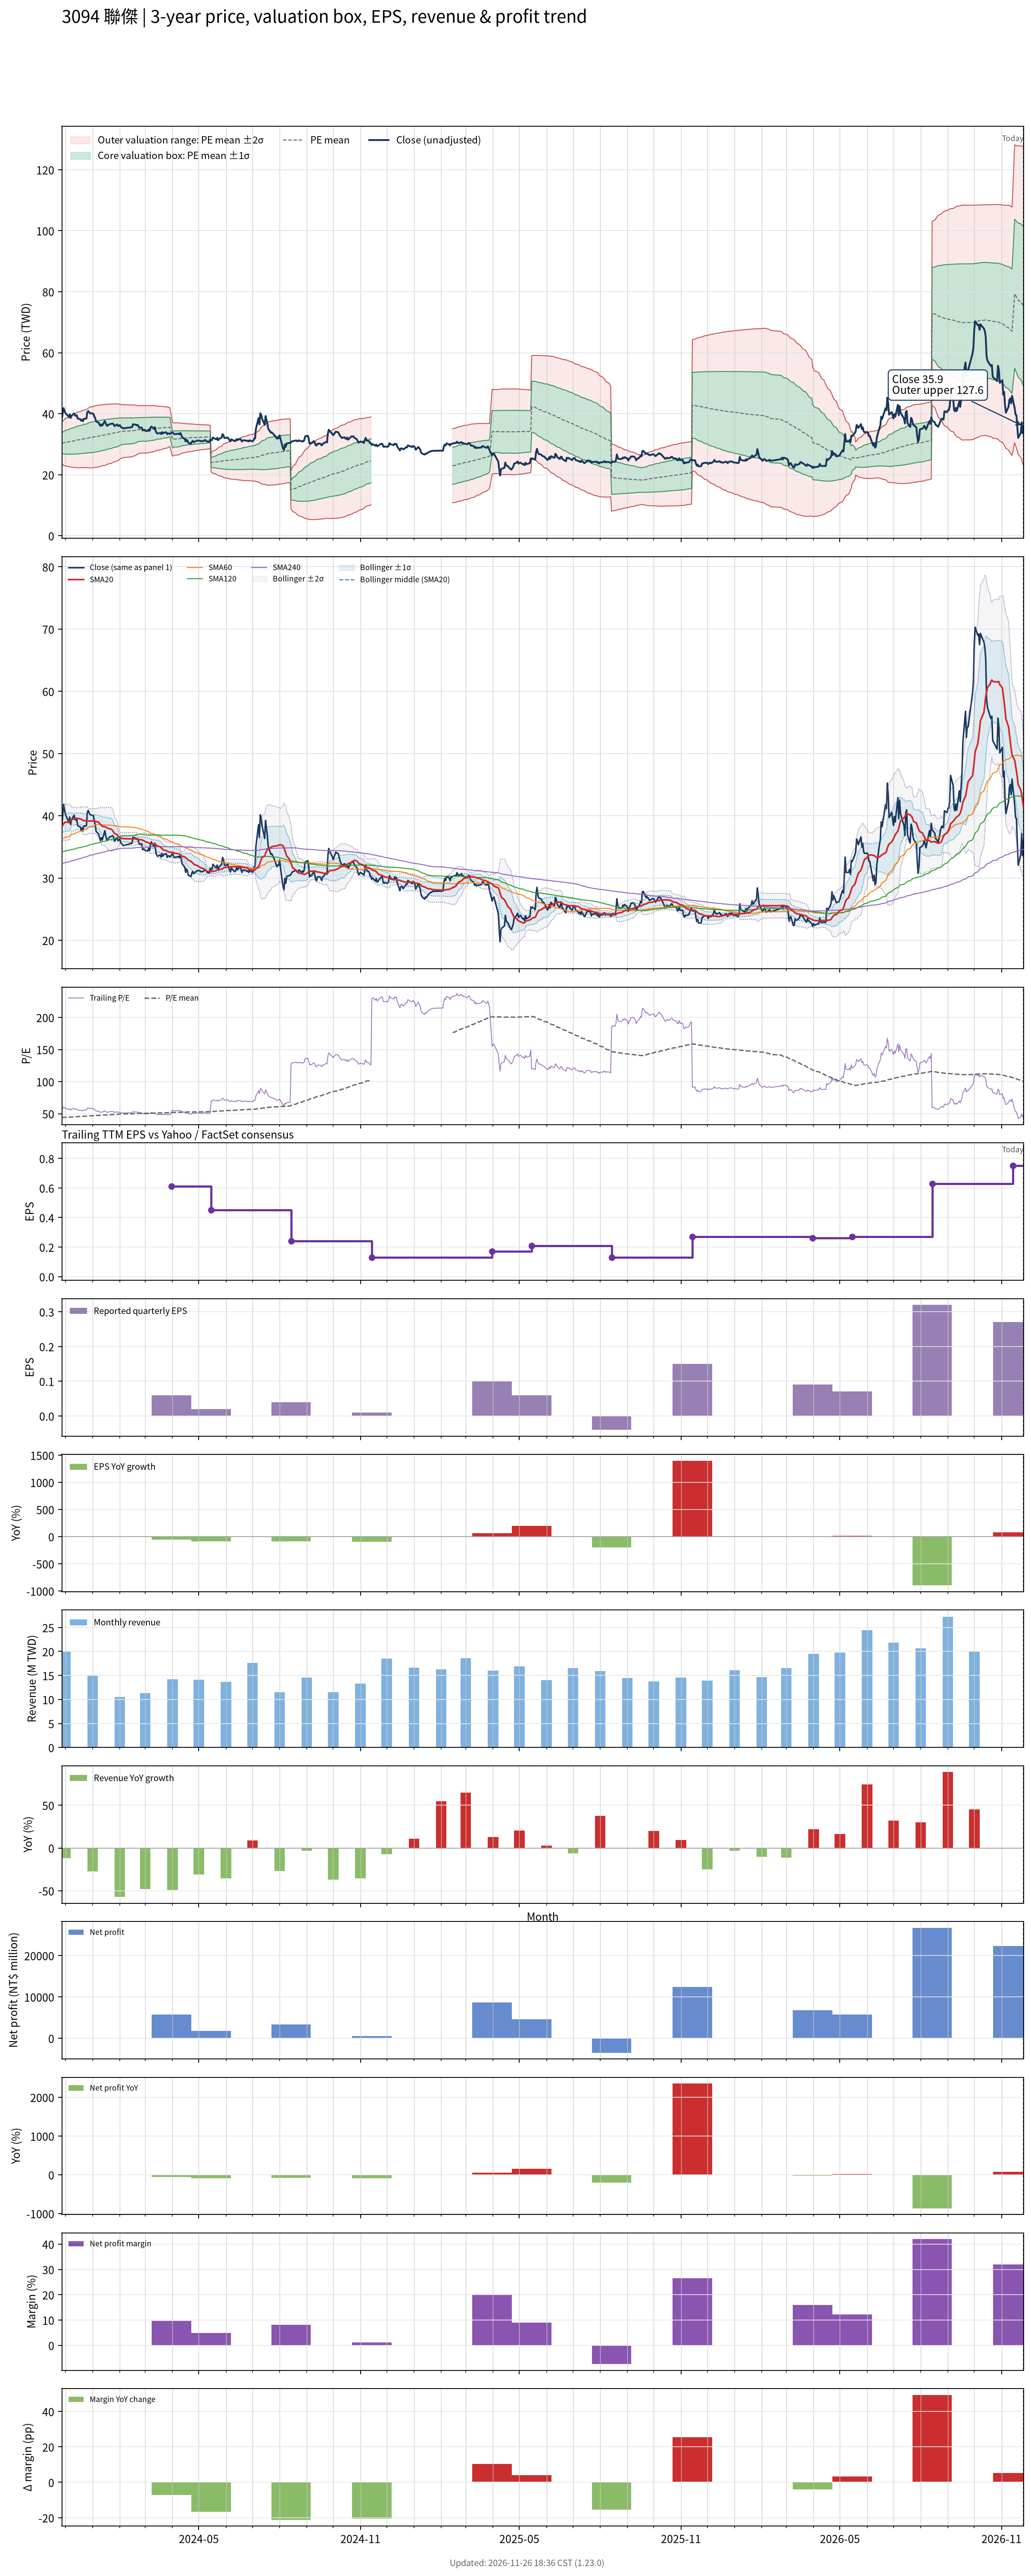 3094 聯傑 | 3-year price, valuation box, EPS, revenue & profit trend
Outer valuation range: PE mean ±2σ
Core valuation box: PE mean ±1σ
PE mean
Close (unadjusted)
Today
Price (TWD)
120
100
80
60
40
20
0
Close 35.9
Outer upper 127.6
Close (same as panel 1)
SMA20
SMA60
SMA120
SMA240
Bollinger ±2σ
Bollinger ±1σ
Bollinger middle (SMA20)
Price
80
70
60
50
40
30
20
Trailing P/E
P/E mean
P/E
200
150
100
50
Trailing TTM EPS vs Yahoo / FactSet consensus
Today
EPS
0.8
0.6
0.4
0.2
0.0
Reported quarterly EPS
EPS
0.3
0.2
0.1
0.0
EPS YoY growth
YoY (%)
1500
1000
500
0
-500
-1000
Monthly revenue
Revenue (M TWD)
25
20
15
10
5
0
Revenue YoY growth
YoY (%)
50
0
-50
Month
Net profit
Net profit (NT$ million)
20000
10000
0
Net profit YoY
YoY (%)
2000
1000
0
-1000
Net profit margin
Margin (%)
40
30
20
10
0
Margin YoY change
Δ margin (pp)
40
20
0
-20
2024-05
2024-11
2025-05
2025-11
2026-05
2026-11
Updated: 2026-11-26 18:36 CST (1.23.0)